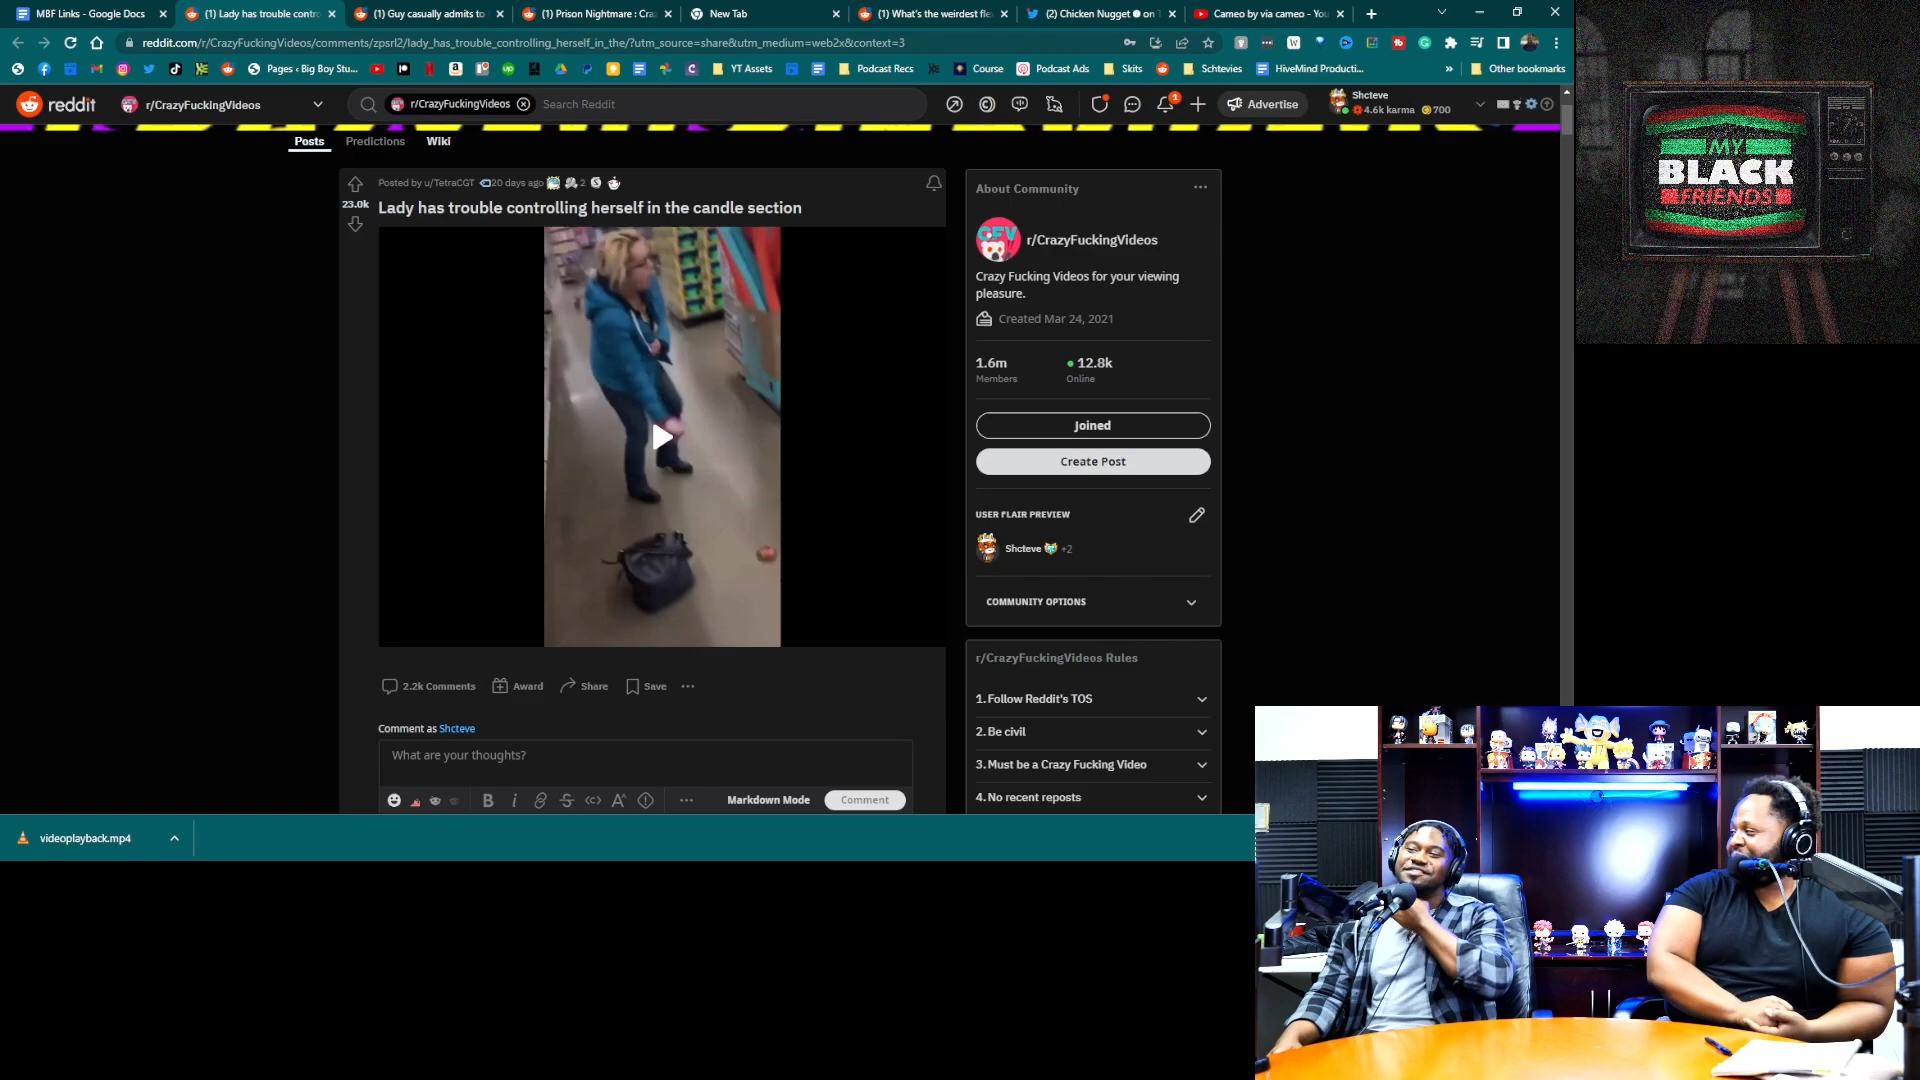 MBF Links - Google Docs
(1) Lady has trouble contro
(1) Guy casually admits to
(1) Prison Nightmare : Cra
New Tab
(1) What's the weirdest fle
(2) Chicken Nugget
Cameo by via cameo - You
reddit.com/r/CrazyFuckingVideos/comments/zpsrl2/lady_has_trouble_controlling_herself_in_the/?utm_source=share&utm_medium=web2x&context=3
Pages ‹ Big Boy Stu...
YT Assets
Podcast Recs
Course
Podcast Ads
Skits
Schtevies
HiveMind Producti...
»
Other bookmarks
reddit
r/CrazyFuckingVideos
r/CrazyFuckingVideos
Search Reddit
1
Advertise
Shcteve
4.6k karma
700
Posts
Predictions
Wiki
23.0k
Posted by u/TetraCGT
20 days ago
2
Lady has trouble controlling herself in the candle section
2.2k Comments
Award
Share
Save
Comment as Shcteve
What are your thoughts?
Markdown Mode
Comment
About Community
r/CrazyFuckingVideos
Crazy Fucking Videos for your viewing
pleasure.
Created Mar 24, 2021
1.6m
12.8k
Members
Online
Joined
Create Post
USER FLAIR PREVIEW
Shcteve
+2
COMMUNITY OPTIONS
r/CrazyFuckingVideos Rules
1. Follow Reddit's TOS
2. Be civil
3. Must be a Crazy Fucking Video
4. No recent reposts
videoplayback.mp4
MY
BLACK
FRIENDS